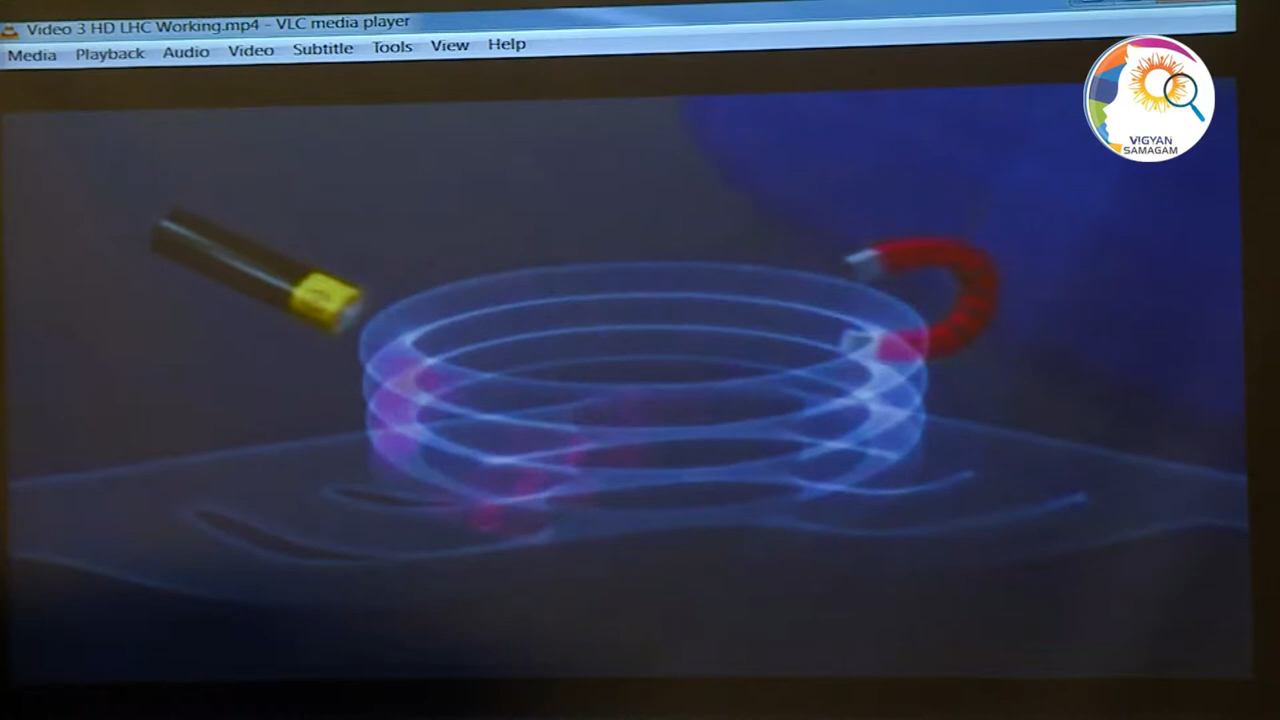 Video 3 HD LHC Working.mp4 - VLC media player
Media Playback Audio Video Subtitle Tools View Help
VIGYAN
SAMAGAM